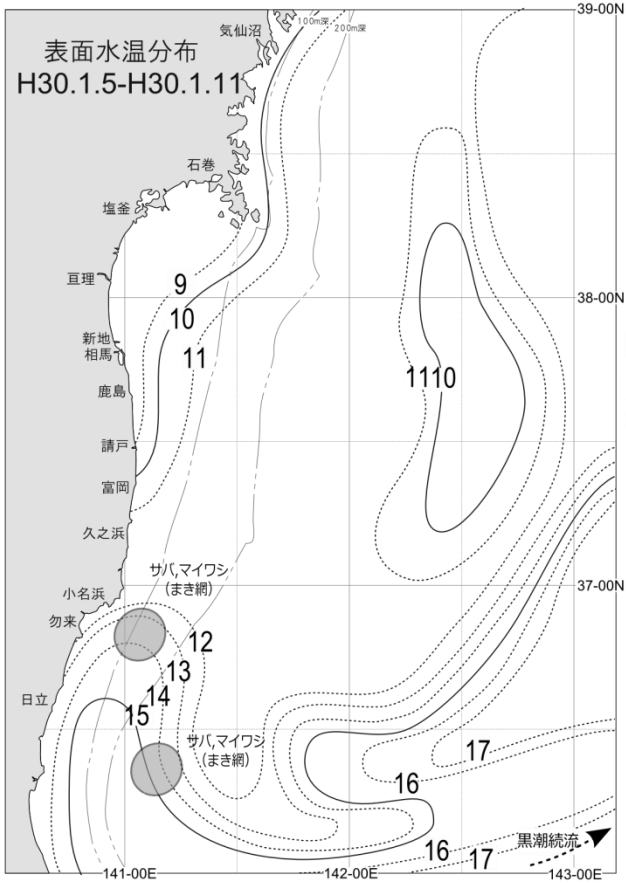 39-00N
気仙沼
100m深
200m深
表面水温分布
H30.1.5-H30.1.11
石巻
塩釜
亘理
9
38-00N
10
新地
相馬
11
鹿島
11
10
請戸
富岡
久之浜
サバ,マイワシ
(まき網)
37-00N
小名浜
勿来
12
13
日立
14
15
サバ,マイワシ
(まき網)
17
16
黒潮続流
16
17
141-00E
142-00E
143-00E